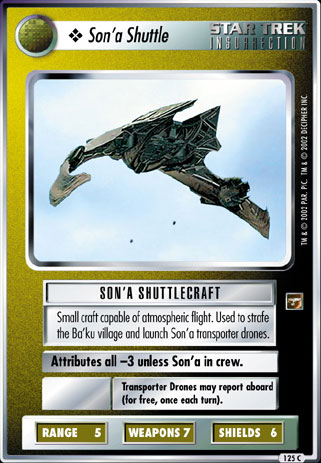 ❖ Son'a Shuttle
STAR TREK
INSURRECTION
TM & © 2002 PAR. PIC. TM & © 2002 DECIPHER INC.
SON'A SHUTTLECRAFT
Small craft capable of atmospheric flight. Used to strafe
the Ba'ku village and launch Son'a transporter drones.
Attributes all –3 unless Son'a in crew.
Transporter Drones may report aboard
(for free, once each turn).
RANGE 5 WEAPONS 7 SHIELDS 6
125 C